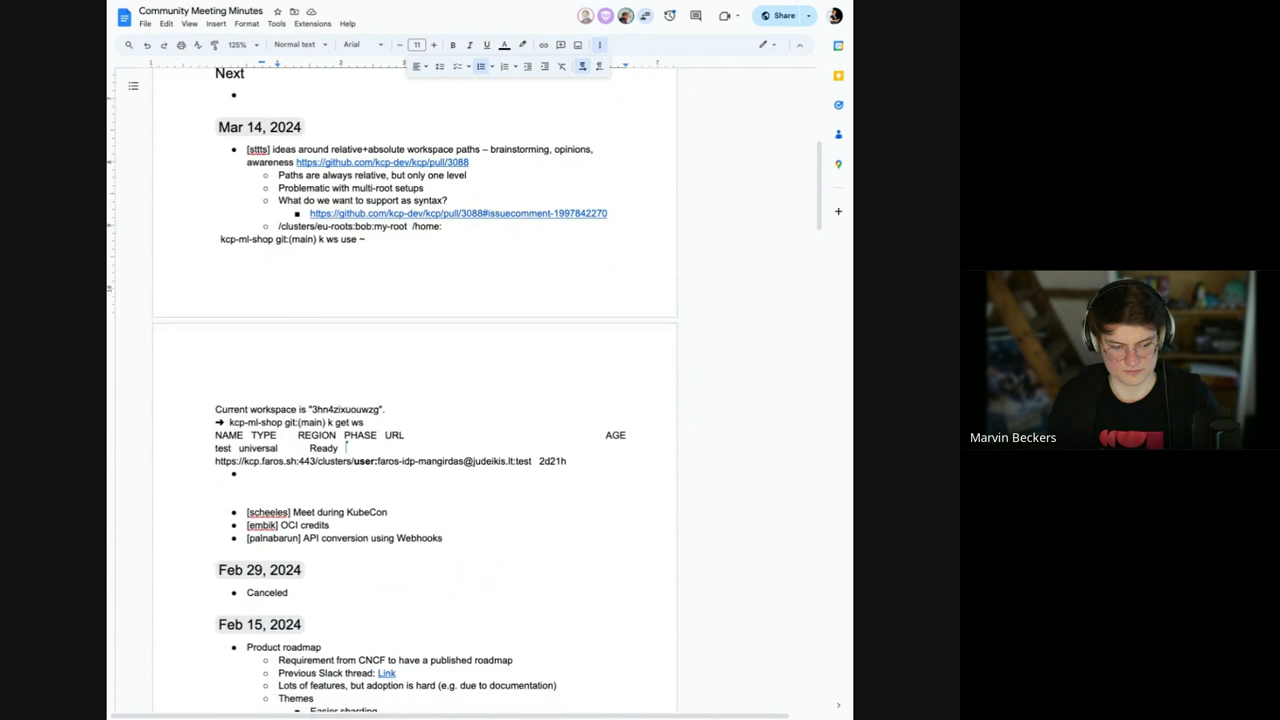 Community Meeting Minutes
File Edit View Insert Format Tools Extensions Help
Share
125% Normal text Arial 11
Next
Mar 14, 2024
[sttts] ideas around relative+absolute workspace paths – brainstorming, opinions,
awareness https://github.com/kcp-dev/kcp/pull/3088
Paths are always relative, but only one level
Problematic with multi-root setups
What do we want to support as syntax?
https://github.com/kcp-dev/kcp/pull/3088#issuecomment-1997842270
/clusters/eu-roots:bob:my-root /home:
kcp-ml-shop git:(main) k ws use ~
Current workspace is "3hn4zixuouwzg".
➜ kcp-ml-shop git:(main) k get ws
NAME TYPE REGION PHASE URL AGE
test universal Ready
https://kcp.faros.sh:443/clusters/user:faros-idp-mangirdas@judeikis.lt:test 2d21h
[scheeles] Meet during KubeCon
[embik] OCI credits
[palnabarun] API conversion using Webhooks
Feb 29, 2024
Canceled
Feb 15, 2024
Product roadmap
Requirement from CNCF to have a published roadmap
Previous Slack thread: Link
Lots of features, but adoption is hard (e.g. due to documentation)
Themes
Easier sharding
Marvin Beckers